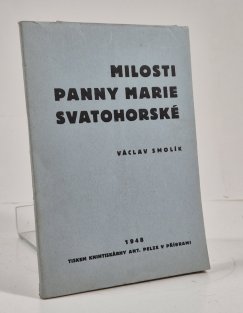 MILOSTI
PANNY MARIE
SVATOHORSKÉ
VÁCLAV SMOLÍK
1948
TISKEM KNIHTISKÁRNY ANT. PELZE V PŘÍBRAMI